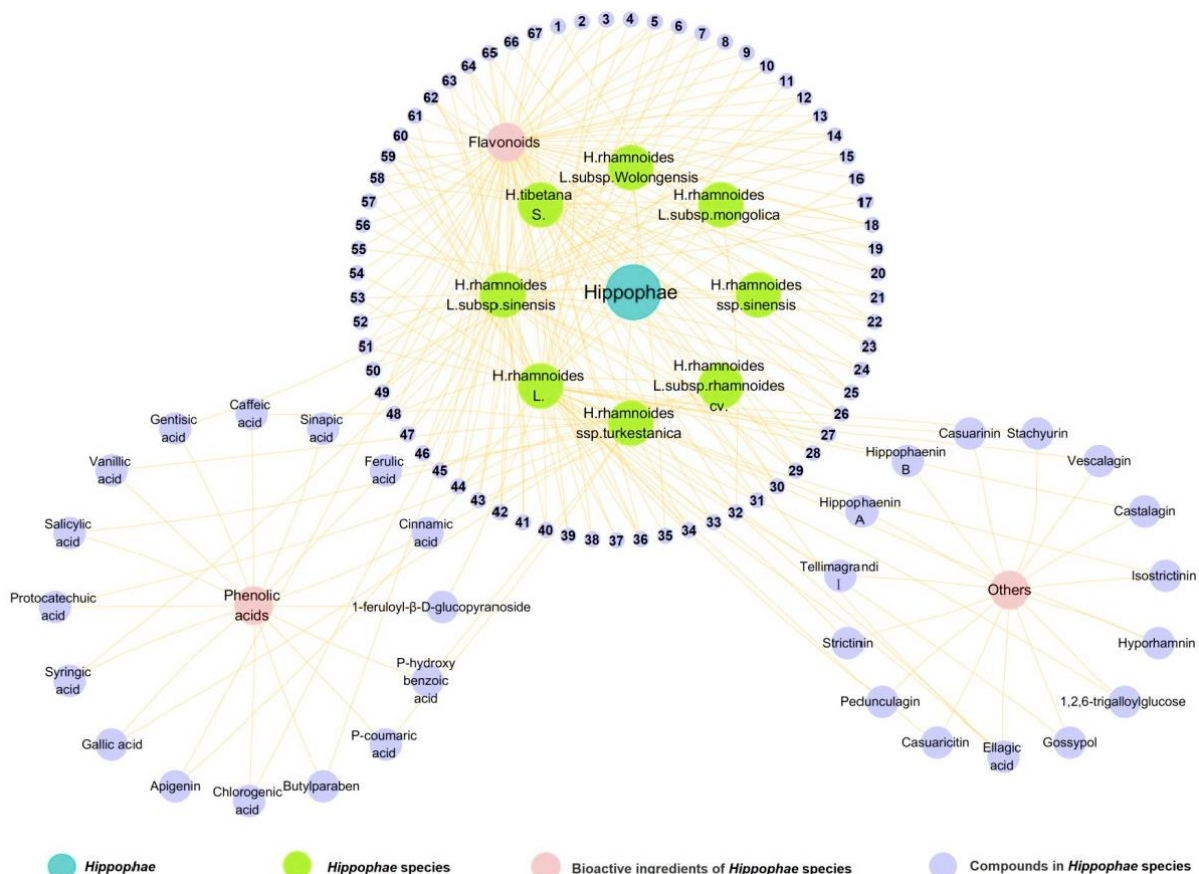 1
2
3
4
5
6
7
8
9
10
11
12
13
14
15
16
17
18
19
20
21
22
23
24
25
26
27
28
29
30
31
32
33
34
35
36
37
38
39
40
41
42
43
44
45
46
47
48
49
50
51
52
53
54
55
56
57
58
59
60
61
62
63
64
65
66
67
Flavonoids
H.rhamnoides
L.subsp.Wolongensis
H.tibetana
S.
H.rhamnoides
L.subsp.mongolica
H.rhamnoides
L.subsp.sinensis
Hippophae
H.rhamnoides
ssp.sinensis
H.rhamnoides
L.
H.rhamnoides
L.subsp.rhamnoides
cv.
H.rhamnoides
ssp.turkestanica
Gentisic
acid
Caffeic
acid
Sinapic
acid
Vanillic
acid
Ferulic
acid
Salicylic
acid
Cinnamic
acid
Protocatechuic
acid
Phenolic
acids
1-feruloyl-β-D-glucopyranoside
Syringic
acid
P-hydroxy
benzoic
acid
Gallic acid
P-coumaric
acid
Apigenin
Chlorogenic
acid
Butylparaben
Casuarinin
Stachyurin
Hippophaenin
B
Vescalagin
Hippophaenin
A
Castalagin
Tellimagrandi
I
Others
Isostrictinin
Strictinin
Hyporhamnin
Pedunculagin
1,2,6-trigalloylglucose
Casuaricitin
Ellagic
acid
Gossypol
Hippophae
Hippophae species
Bioactive ingredients of Hippophae species
Compounds in Hippophae species